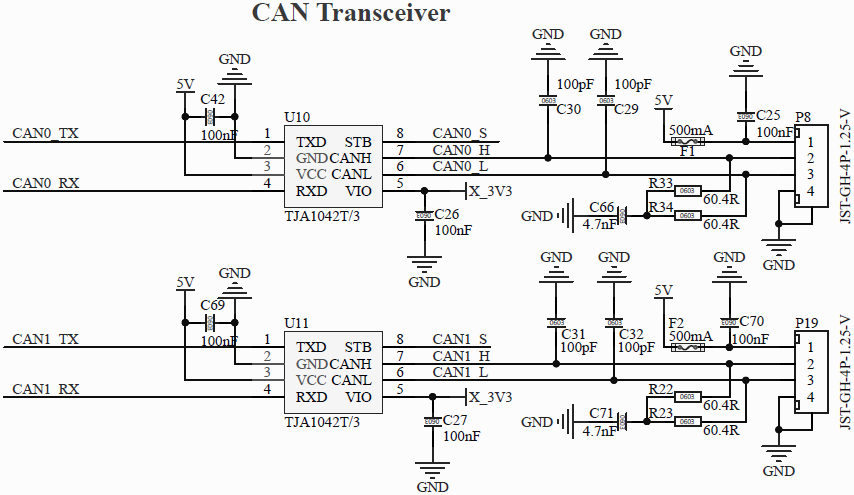 CAN Transceiver
GND
GND
GND
GND
5V
C42
100nF
100pF
100pF
0603
C30
0603
C29
5V
C25
100nF
P8
CAN0_TX
CAN0_RX
U10
1 TXD STB 8 CAN0_S
2 GND CANH 7 CAN0_H
3 VCC CANL 6 CAN0_L
4 RXD VIO 5 X_3V3
TJA1042T/3
0603
C26
100nF
GND
500mA
F1
1
2
3
4
JST-GH-4P-1.25-V
R33
0603
60.4R
R34
0603
60.4R
GND
C66
4.7nF
0603
GND
GND
GND
GND
GND
5V
C69
100nF
0603
C31
100pF
0603
C32
100pF
5V
F2
500mA
0603
C70
100nF
P19
CAN1_TX
CAN1_RX
U11
1 TXD STB 8 CAN1_S
2 GND CANH 7 CAN1_H
3 VCC CANL 6 CAN1_L
4 RXD VIO 5 X_3V3
TJA1042T/3
0603
C27
100nF
GND
1
2
3
4
JST-GH-4P-1.25-V
R22
0603
60.4R
R23
0603
60.4R
GND
C71
4.7nF
0603
GND